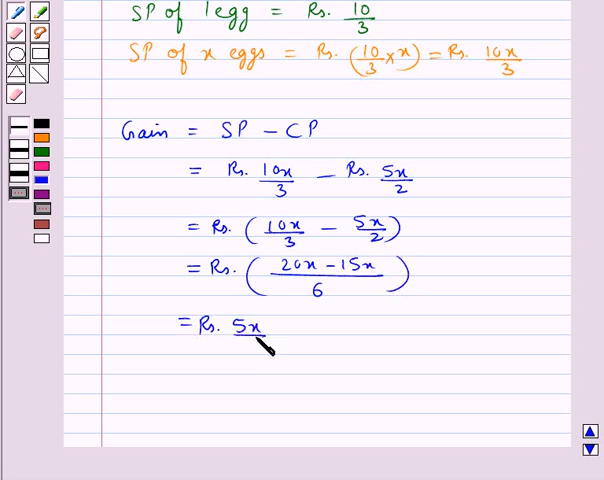 SP of 1 egg = Rs. 10/3
SP of x eggs = Rs. (10/3 × x) = Rs. 10x/3
Gain = SP - CP
= Rs. 10x/3 - Rs. 5x/2
= Rs. (10x/3 - 5x/2)
= Rs. (20x - 15x / 6)
= Rs. 5x